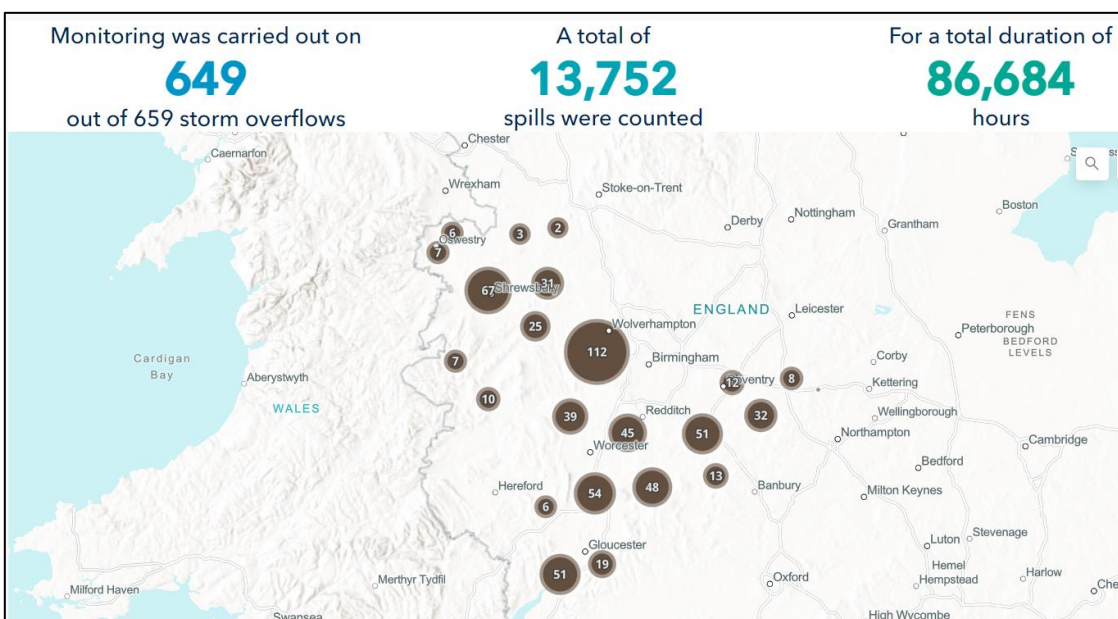 Monitoring was carried out on
649
out of 659 storm overflows
A total of
13,752
spills were counted
For a total duration of
86,684
hours
Chester
Caernarfon
Wrexham
Stoke-on-Trent
Boston
Derby
Nottingham
Grantham
6
Oswestry
7
3
2
67
Shrewsbury
31
25
Wolverhampton
112
ENGLAND
Leicester
Peterborough
FENS
BEDFORD
LEVELS
Cardigan
Bay
Aberystwyth
WALES
7
Birmingham
12
8
Corby
Kettering
10
39
Redditch
45
51
32
Wellingborough
Worcester
Northampton
Cambridge
Hereford
6
54
48
13
Banbury
Bedford
Milton Keynes
Gloucester
51
19
Luton
Stevenage
Oxford
Hemel
Hempstead
Harlow
Milford Haven
Merthyr Tydfil
Swansea
High Wycombe